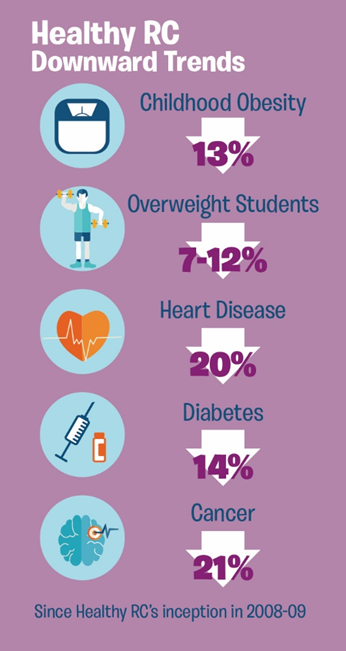 Healthy RC
Downward Trends
Childhood Obesity
13%
Overweight Students
7-12%
Heart Disease
20%
Diabetes
14%
Cancer
21%
Since Healthy RC's inception in 2008-09